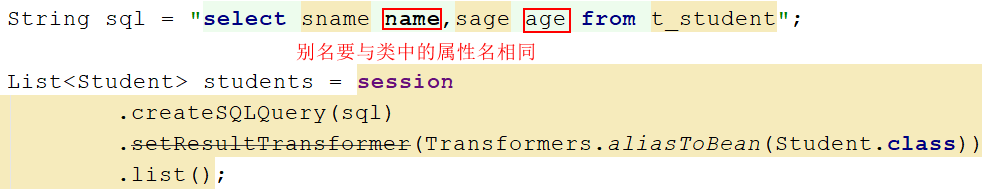 String sql = "select sname name,sage age from t_student";
别名要与类中的属性名相同
List<Student> students = session
.createSQLQuery(sql)
.setResultTransformer(Transformers.aliasToBean(Student.class))
.list();